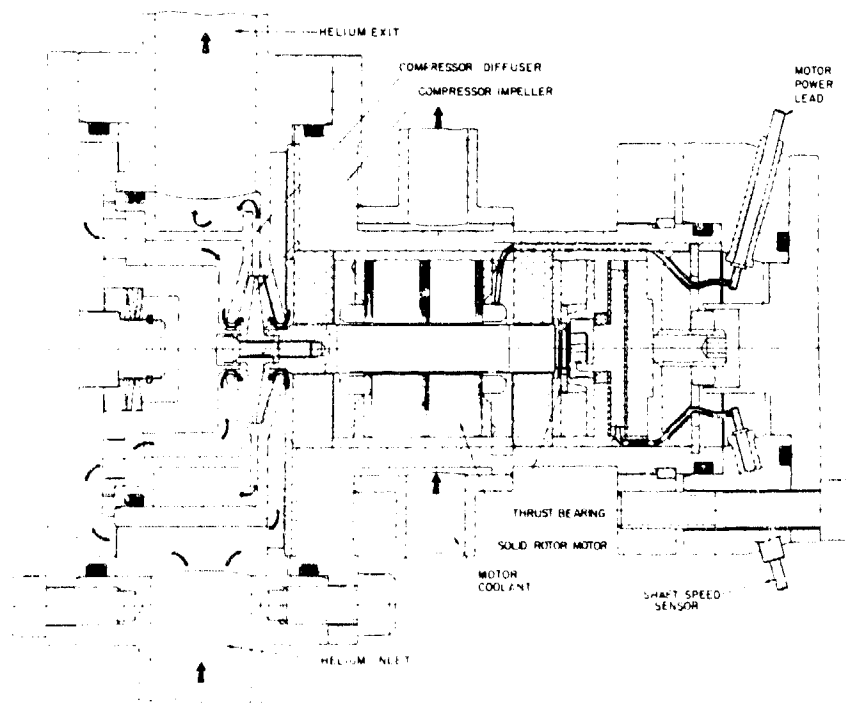 HELIUM EXIT
COMPRESSOR DIFFUSER
COMPRESSOR IMPELLER
MOTOR
POWER
LEAD
THRUST BEARING
SOLID ROTOR MOTOR
MOTOR
COOLANT
SHAFT SPEED
SENSOR
HELIUM INLET